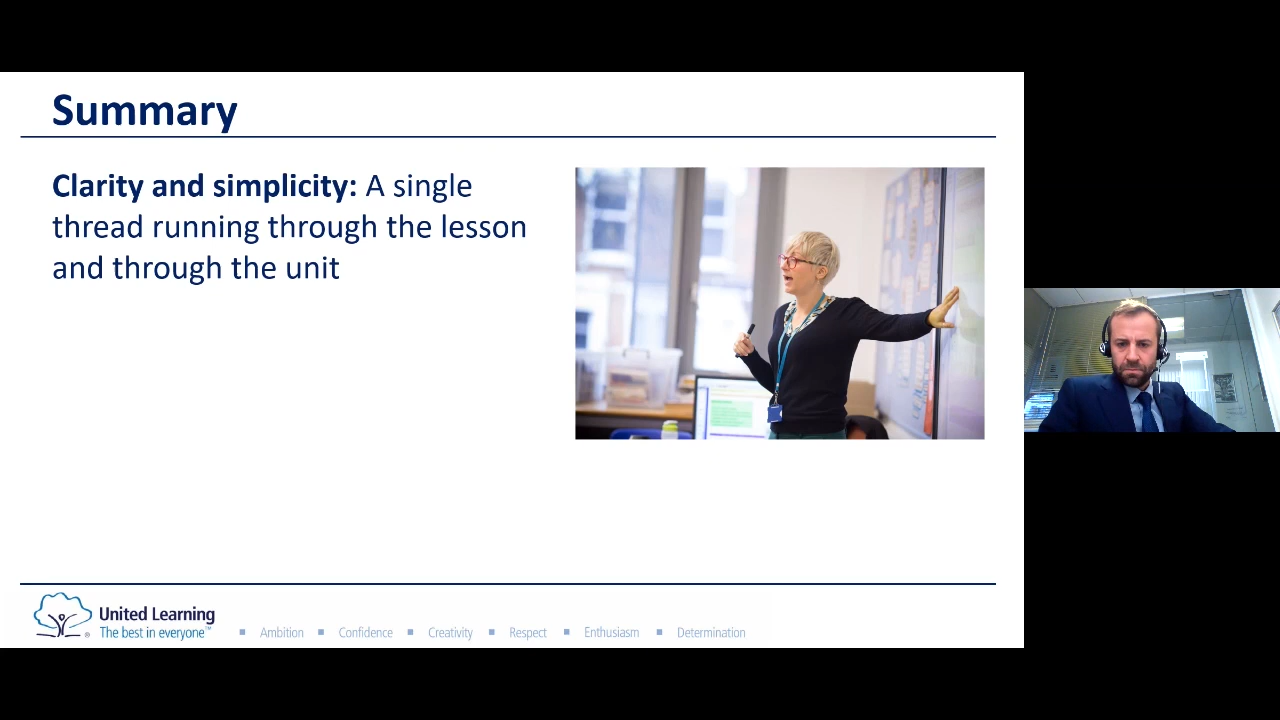 Summary
Clarity and simplicity: A single
thread running through the lesson
and through the unit
United Learning
The best in everyone™
Ambition
Confidence
Creativity
Respect
Enthusiasm
Determination